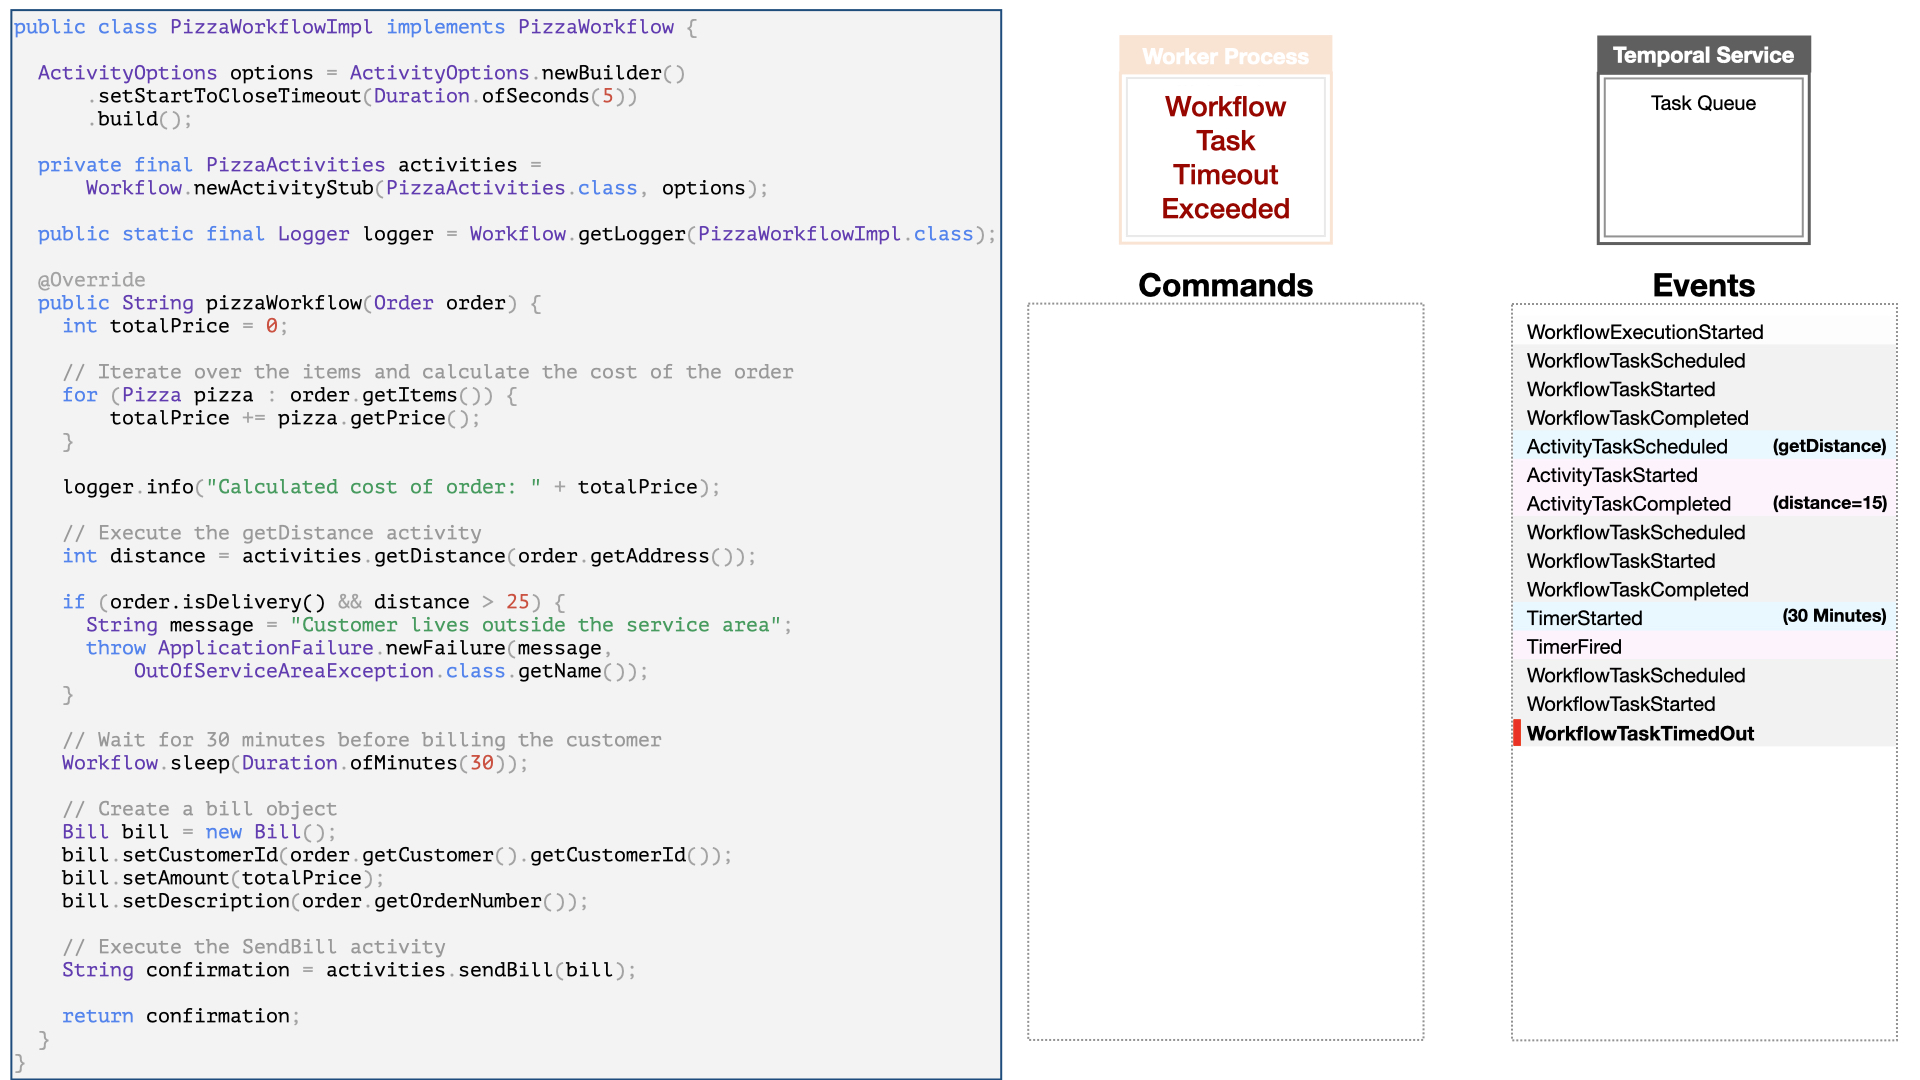 public class PizzaWorkflowImpl implements PizzaWorkflow {
ActivityOptions options = ActivityOptions.newBuilder()
.setStartToCloseTimeout(Duration.ofSeconds(5))
.build();
private final PizzaActivities activities =
Workflow.newActivityStub(PizzaActivities.class, options);
public static final Logger logger = Workflow.getLogger(PizzaWorkflowImpl.class);
@Override
public String pizzaWorkflow(Order order) {
int totalPrice = 0;
// Iterate over the items and calculate the cost of the order
for (Pizza pizza : order.getItems()) {
totalPrice += pizza.getPrice();
}
logger.info("Calculated cost of order: " + totalPrice);
// Execute the getDistance activity
int distance = activities.getDistance(order.getAddress());
if (order.isDelivery() && distance > 25) {
String message = "Customer lives outside the service area";
throw ApplicationFailure.newFailure(message,
OutOfServiceAreaException.class.getName());
}
// Wait for 30 minutes before billing the customer
Workflow.sleep(Duration.ofMinutes(30));
// Create a bill object
Bill bill = new Bill();
bill.setCustomerId(order.getCustomer().getCustomerId());
bill.setAmount(totalPrice);
bill.setDescription(order.getOrderNumber());
// Execute the SendBill activity
String confirmation = activities.sendBill(bill);
return confirmation;
}
}
Worker Process
Workflow
Task
Timeout
Exceeded
Commands
Temporal Service
Task Queue
Events
WorkflowExecutionStarted
WorkflowTaskScheduled
WorkflowTaskStarted
WorkflowTaskCompleted
ActivityTaskScheduled (getDistance)
ActivityTaskStarted
ActivityTaskCompleted (distance=15)
WorkflowTaskScheduled
WorkflowTaskStarted
WorkflowTaskCompleted
TimerStarted (30 Minutes)
TimerFired
WorkflowTaskScheduled
WorkflowTaskStarted
WorkflowTaskTimedOut